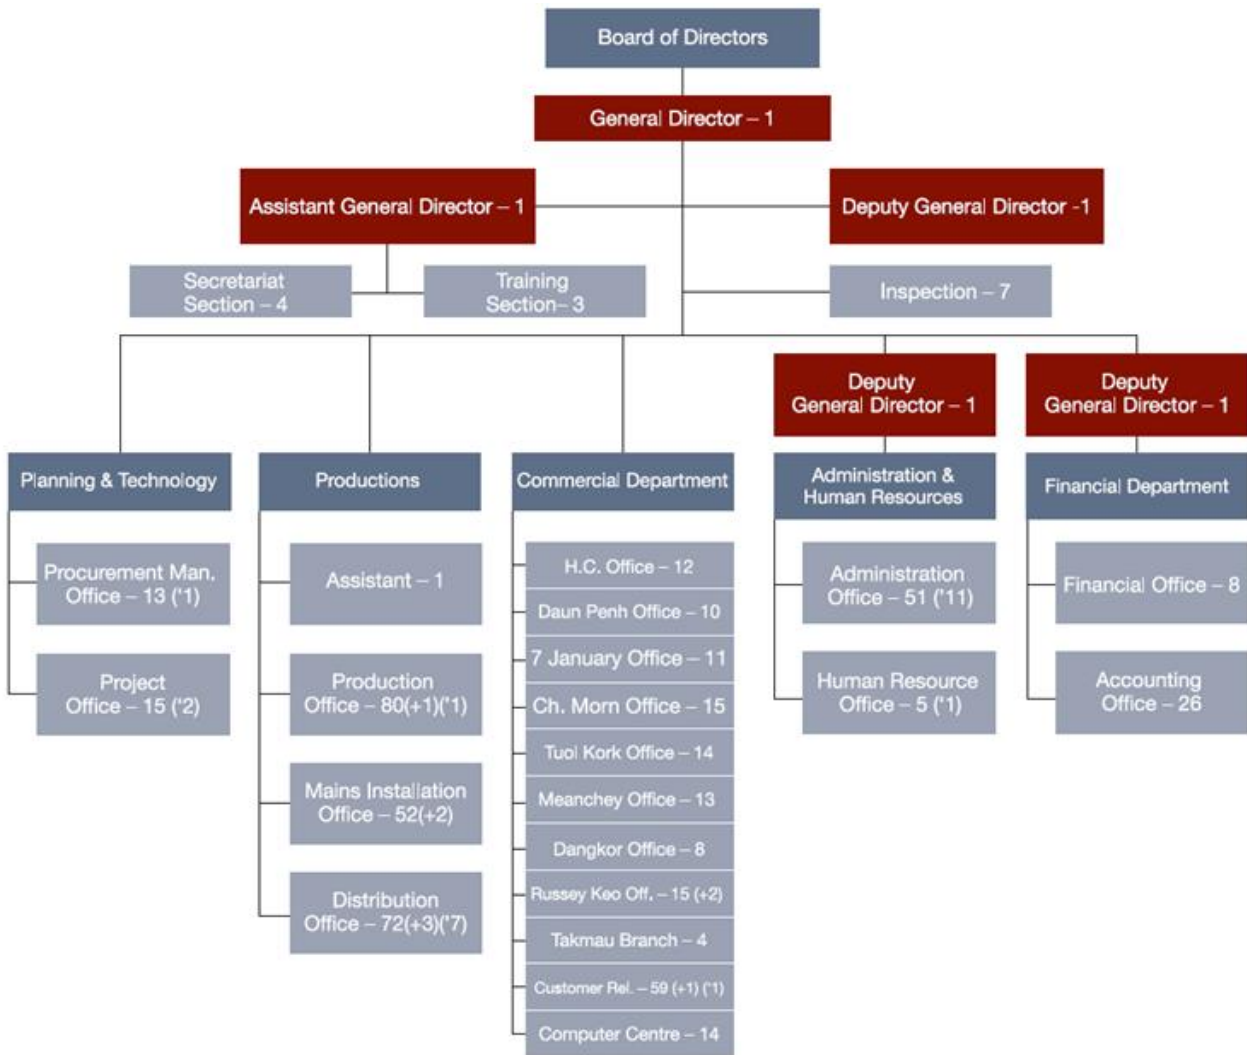 Board of Directors
General Director – 1
Assistant General Director – 1
Deputy General Director -1
Secretariat
Section – 4
Training
Section– 3
Inspection – 7
Deputy
General Director – 1
Deputy
General Director – 1
Planning & Technology
Productions
Commercial Department
Administration &
Human Resources
Financial Department
Procurement Man.
Office – 13 (*1)
Project
Office – 15 (*2)
Assistant – 1
Production
Office – 80(+1)(*1)
Mains Installation
Office – 52(+2)
Distribution
Office – 72(+3)(*7)
H.C. Office – 12
Daun Penh Office – 10
7 January Office – 11
Ch. Morn Office – 15
Tuol Kork Office – 14
Meanchey Office – 13
Dangkor Office – 8
Russey Keo Off. – 15 (+2)
Takmau Branch – 4
Customer Rel. – 59 (+1) (*1)
Computer Centre – 14
Administration
Office – 51 (*11)
Human Resource
Office – 5 (*1)
Financial Office – 8
Accounting
Office – 26